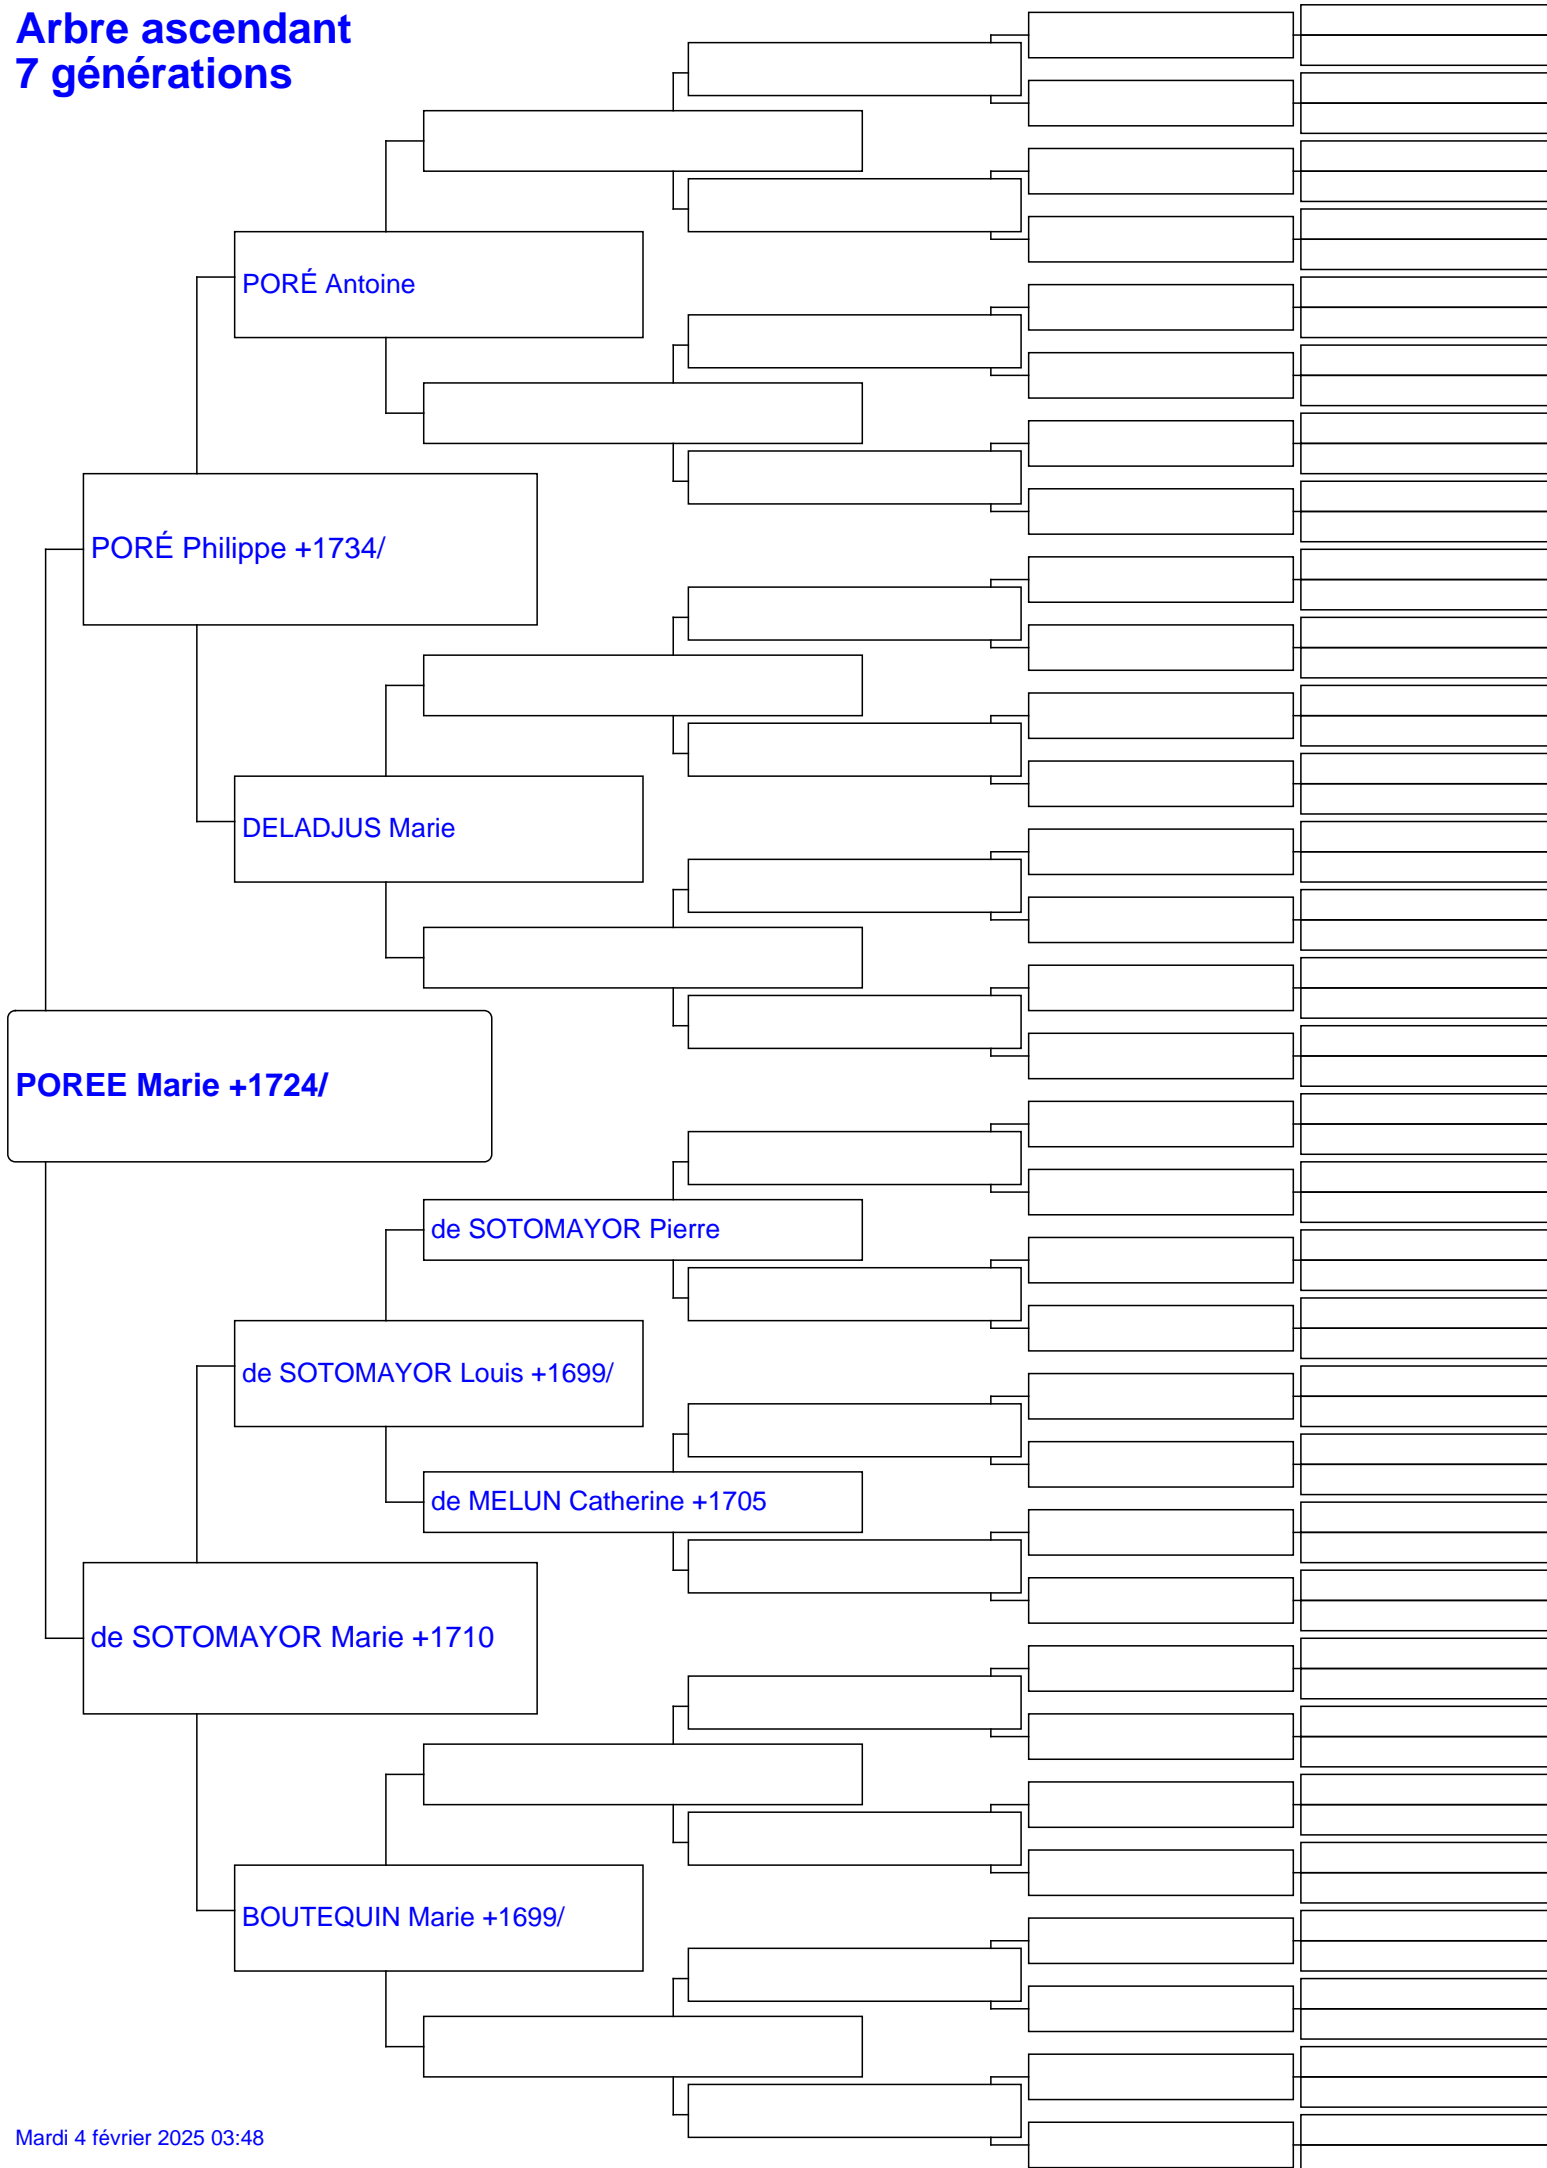 Arbre ascendant
7 générations
PORÉ Antoine
PORÉ Philippe +1734/
DELADJUS Marie
POREE Marie +1724/
de SOTOMAYOR Pierre
de SOTOMAYOR Louis +1699/
de MELUN Catherine +1705
de SOTOMAYOR Marie +1710
BOUTEQUIN Marie +1699/
Mardi 4 février 2025 03:48